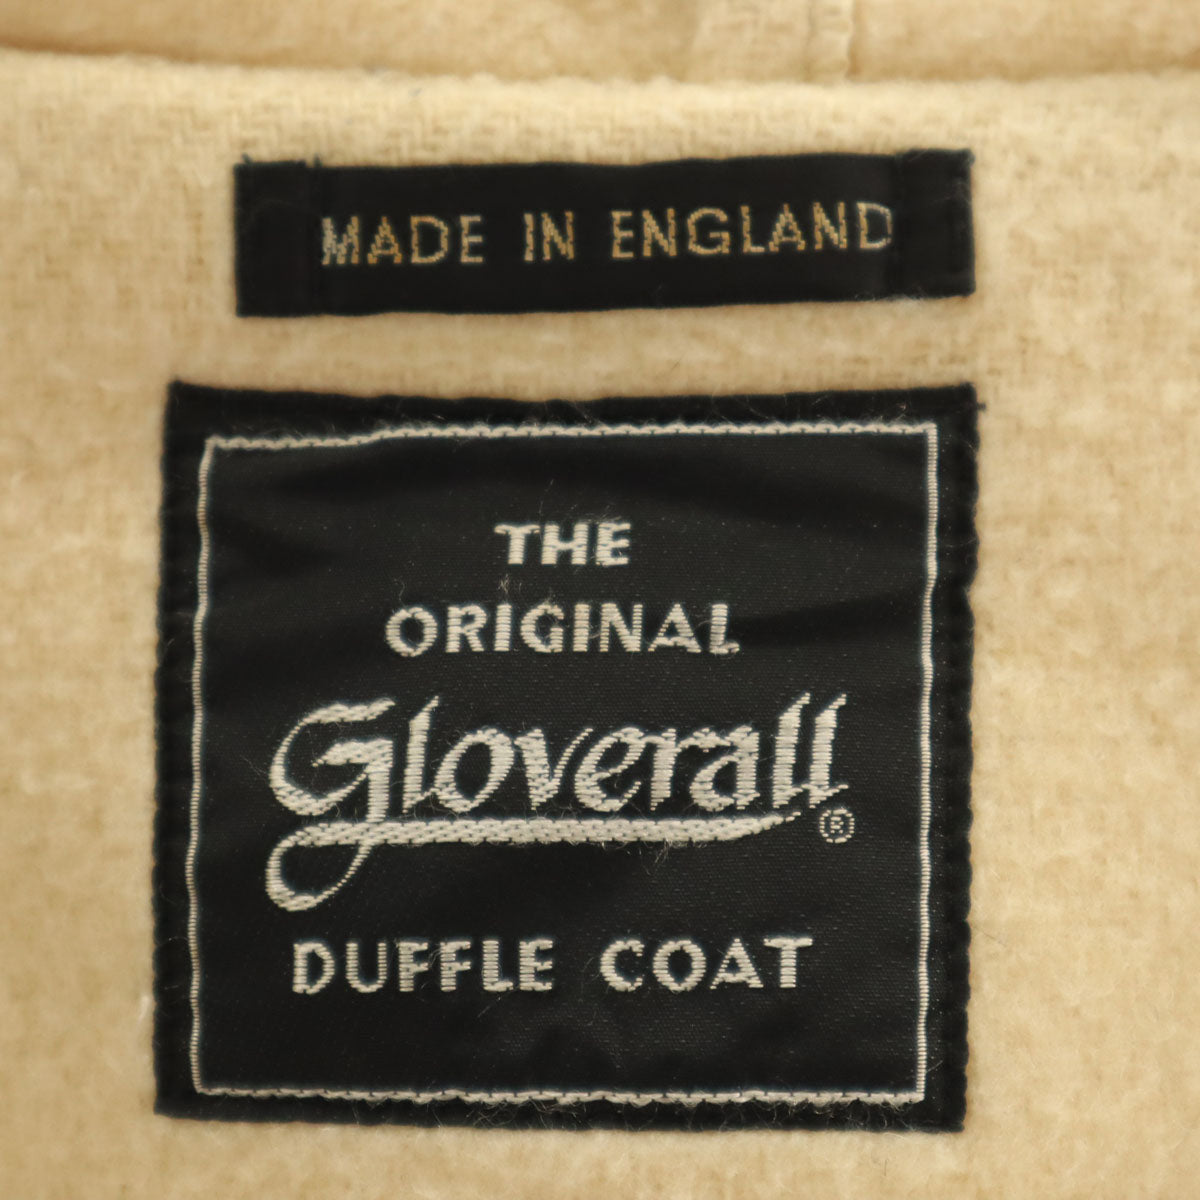 MADE IN ENGLAND
THE
ORIGINAL
Gloverall ®
DUFFLE COAT